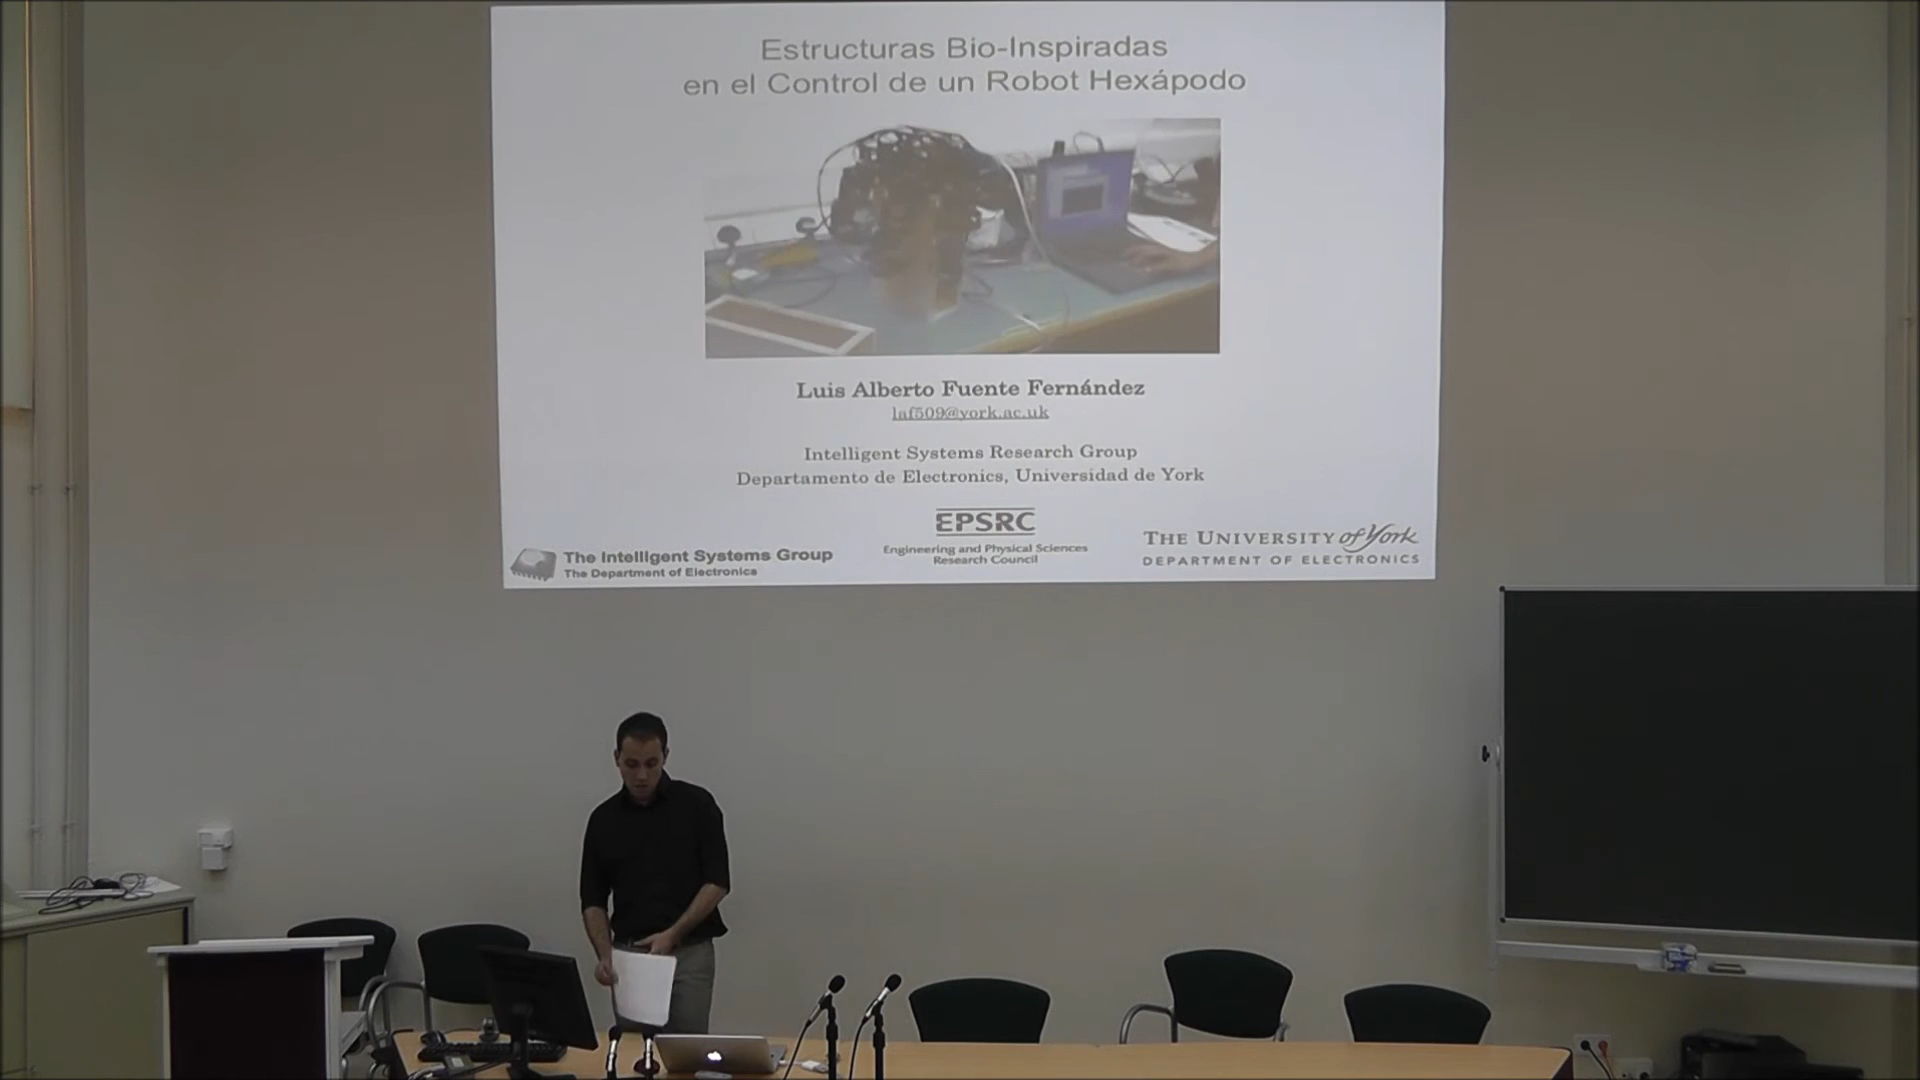 Estructuras Bio-Inspiradas
en el Control de un Robot Hexápodo
Luis Alberto Fuente Fernández
laf509@york.ac.uk
Intelligent Systems Research Group
Departamento de Electronics, Universidad de York
The Intelligent Systems Group
The Department of Electronics
EPSRC
Engineering and Physical Sciences
Research Council
THE UNIVERSITY of York
DEPARTMENT OF ELECTRONICS